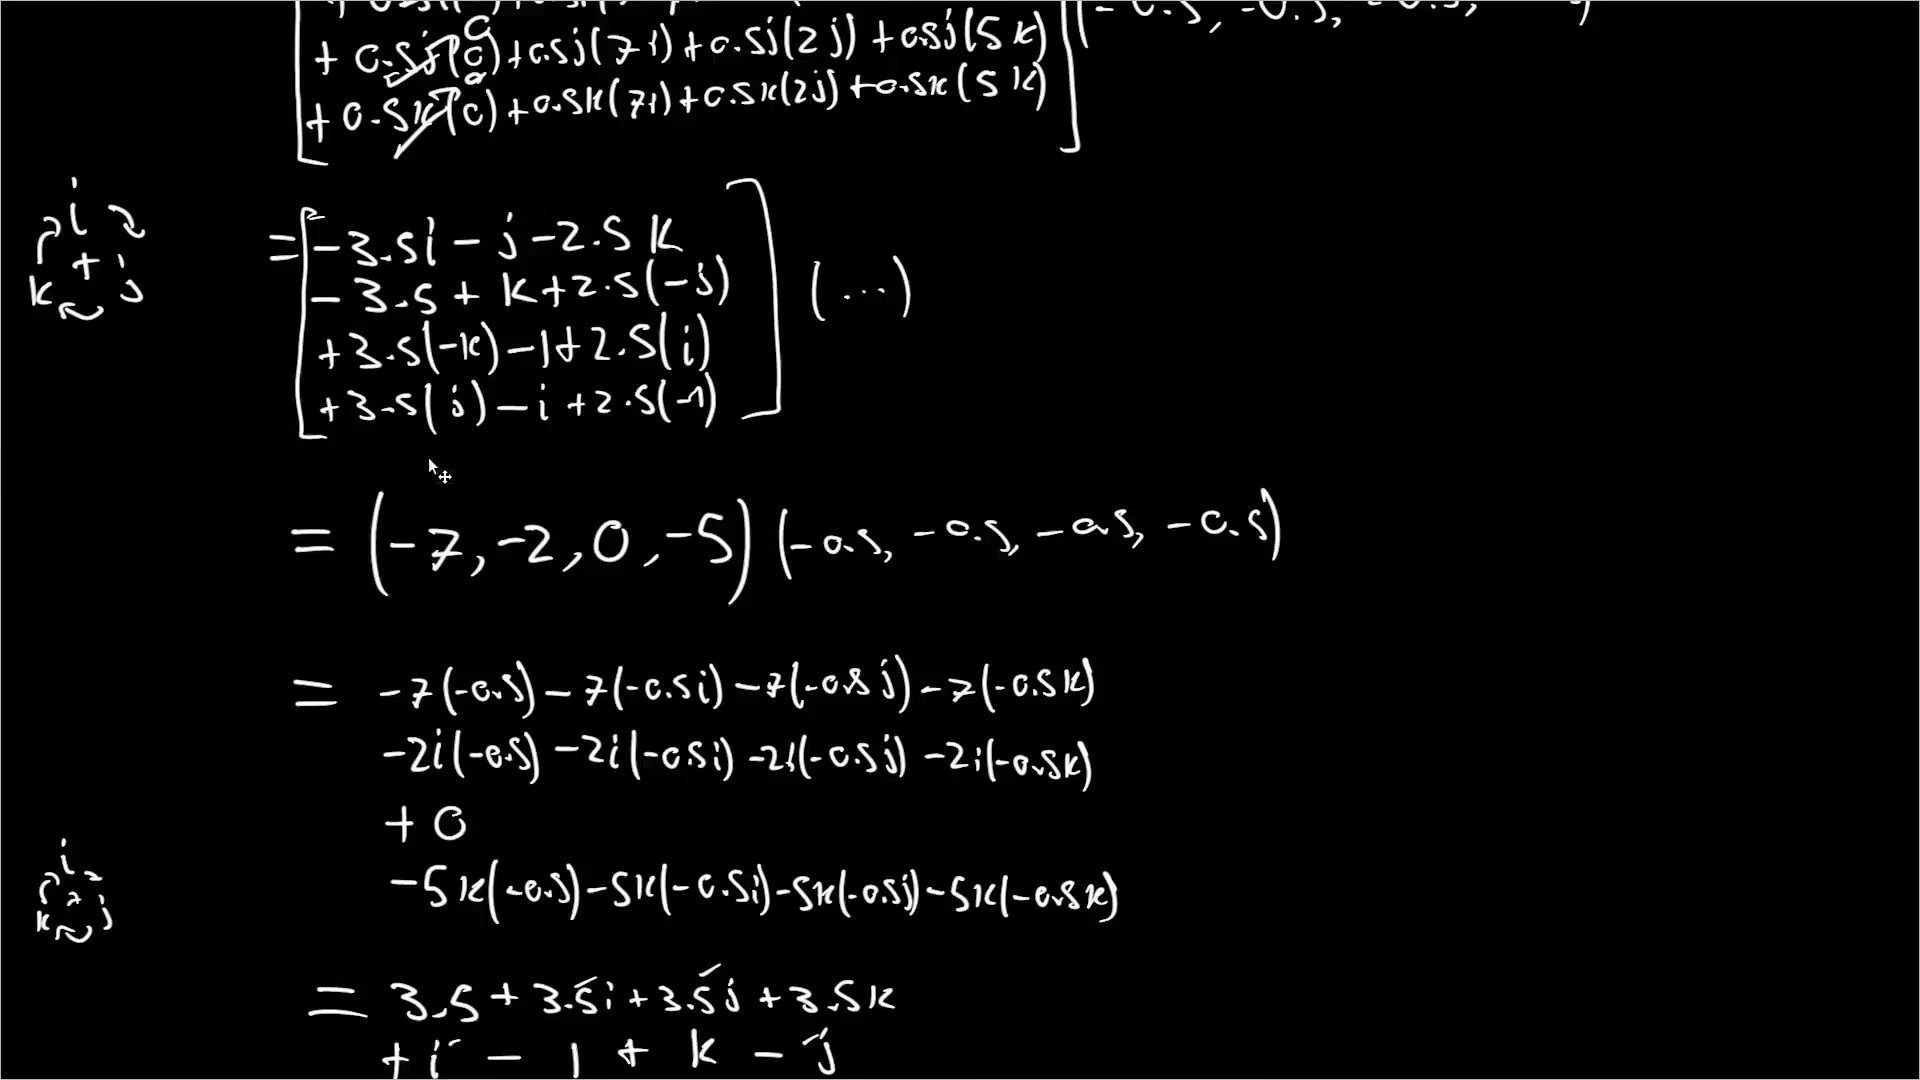 + 0.5j(0) + 0.5j(7i) + 0.5j(2j) + 0.5j(5k)
+ 0.5k(0) + 0.5k(7i) + 0.5k(2j) + 0.5k(5k)
i
k + j
= -3.5i - j - 2.5k
- 3.5 + k + 2.5(-j)
+3.5(-k) - 1 + 2.5(i)
+3.5(j) - i + 2.5(-1)
(...)
= (-7, -2, 0, -5) (-0.5, -0.5, -0.5, -0.5)
= -7(-0.5) - 7(-0.5i) - 7(-0.5j) - 7(-0.5k)
-2i(-0.5) - 2i(-0.5i) - 2i(-0.5j) - 2i(-0.5k)
+ 0
-5k(-0.5) - 5k(-0.5i) - 5k(-0.5j) - 5k(-0.5k)
i
k j
= 3.5 + 3.5i + 3.5j + 3.5k
+ i - 1 + k - j